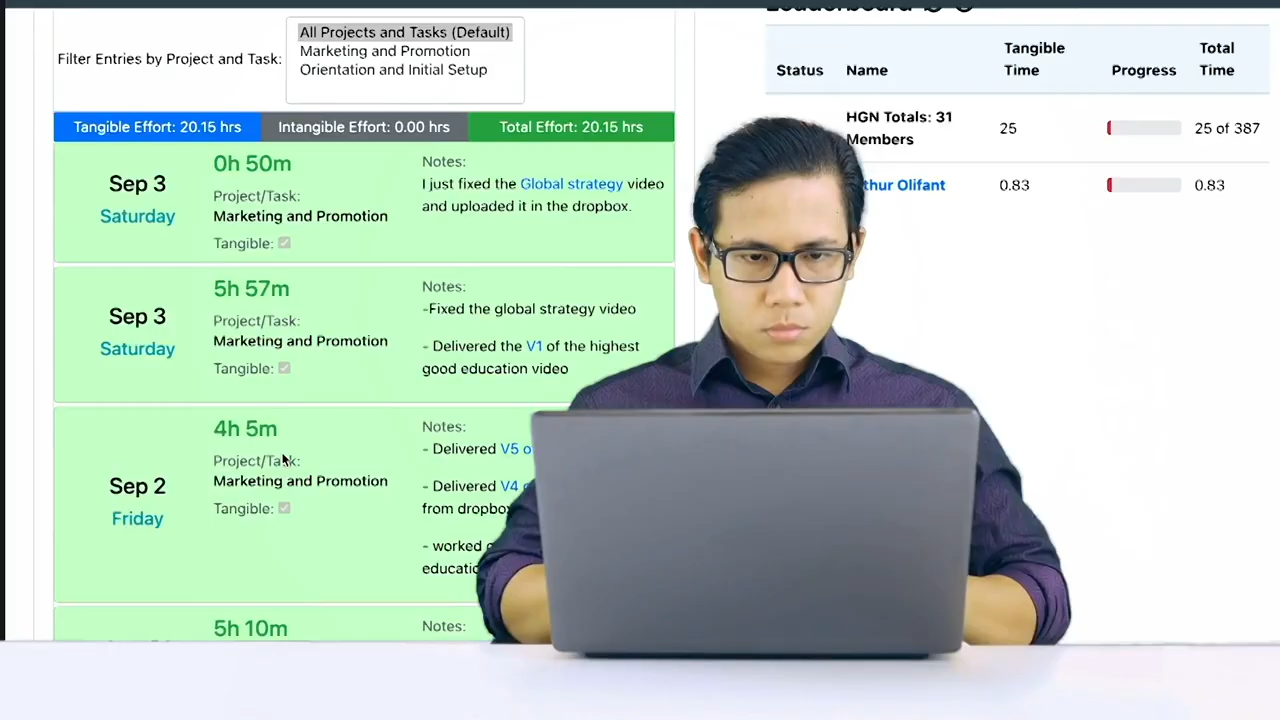 Leaderboard
Filter Entries by Project and Task:
All Projects and Tasks (Default)
Marketing and Promotion
Orientation and Initial Setup
Tangible Effort: 20.15 hrs
Intangible Effort: 0.00 hrs
Total Effort: 20.15 hrs
Sep 3
Saturday
0h 50m
Project/Task:
Marketing and Promotion
Tangible:
Notes:
I just fixed the Global strategy video
and uploaded it in the dropbox.
Sep 3
Saturday
5h 57m
Project/Task:
Marketing and Promotion
Tangible:
Notes:
-Fixed the global strategy video
- Delivered the V1 of the highest
good education video
Sep 2
Friday
4h 5m
Project/Task:
Marketing and Promotion
Tangible:
Notes:
- Delivered V5
- Delivered V4
from
- worked
5h 10m
Notes:
Status
Name
Tangible
Time
Progress
Total
Time
HGN Totals: 31
Members
25
25 of 387
Olifant
0.83
0.83